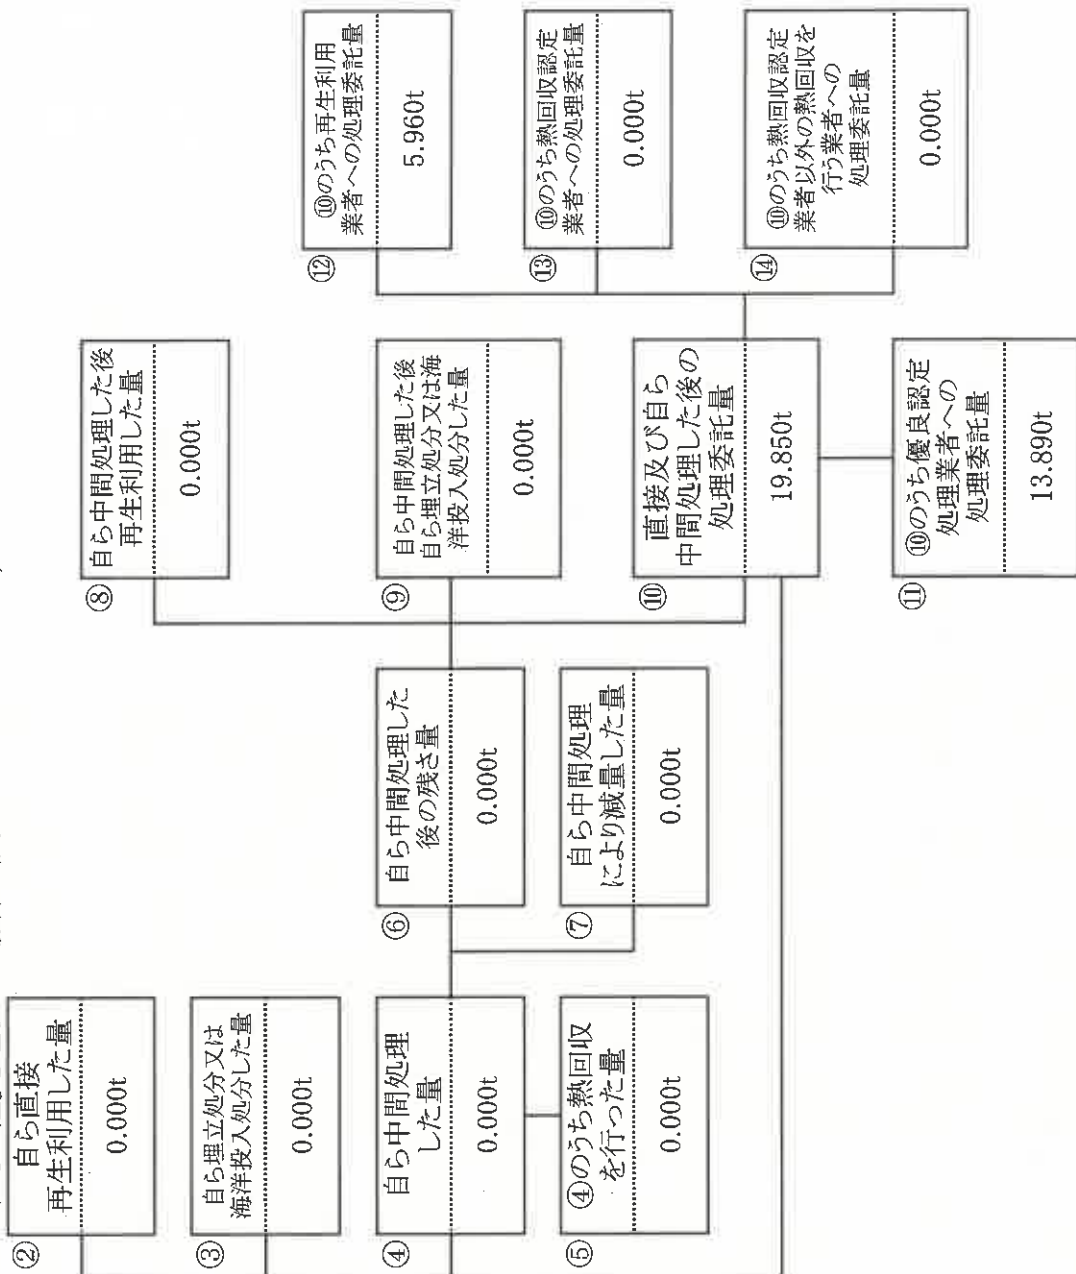 ②
自ら直接
再生利用した量
0.000t
③
自ら埋立処分又は
海洋投入処分した量
0.000t
④
自ら中間処理
した量
0.000t
⑤
④のうち熱回収
を行った量
0.000t
⑥
自ら中間処理した
後の残さ量
0.000t
⑦
自ら中間処理
により減量した量
0.000t
⑧
自ら中間処理した後
再生利用した量
0.000t
⑨
自ら中間処理した後
自ら埋立処分又は海
洋投入処分した量
0.000t
⑩
直接及び自ら
中間処理した後の
処理委託量
19.850t
⑪
⑩のうち優良認定
処理業者への
処理委託量
13.890t
⑫
⑩のうち再生利用
業者への処理委託量
5.960t
⑬
⑩のうち熱回収認定
業者への処理委託量
0.000t
⑭
⑩のうち熱回収認定
業者以外の熱回収を
行う業者への
処理委託量
0.000t